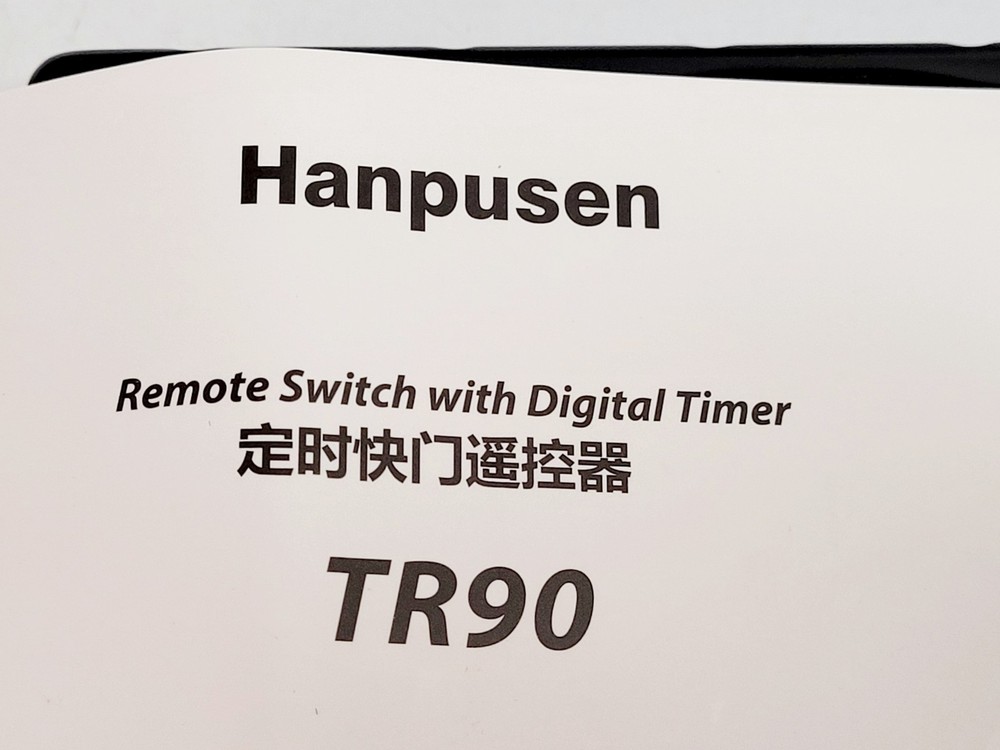 Hanpusen
Remote Switch with Digital Timer
定时快门遥控器
TR90